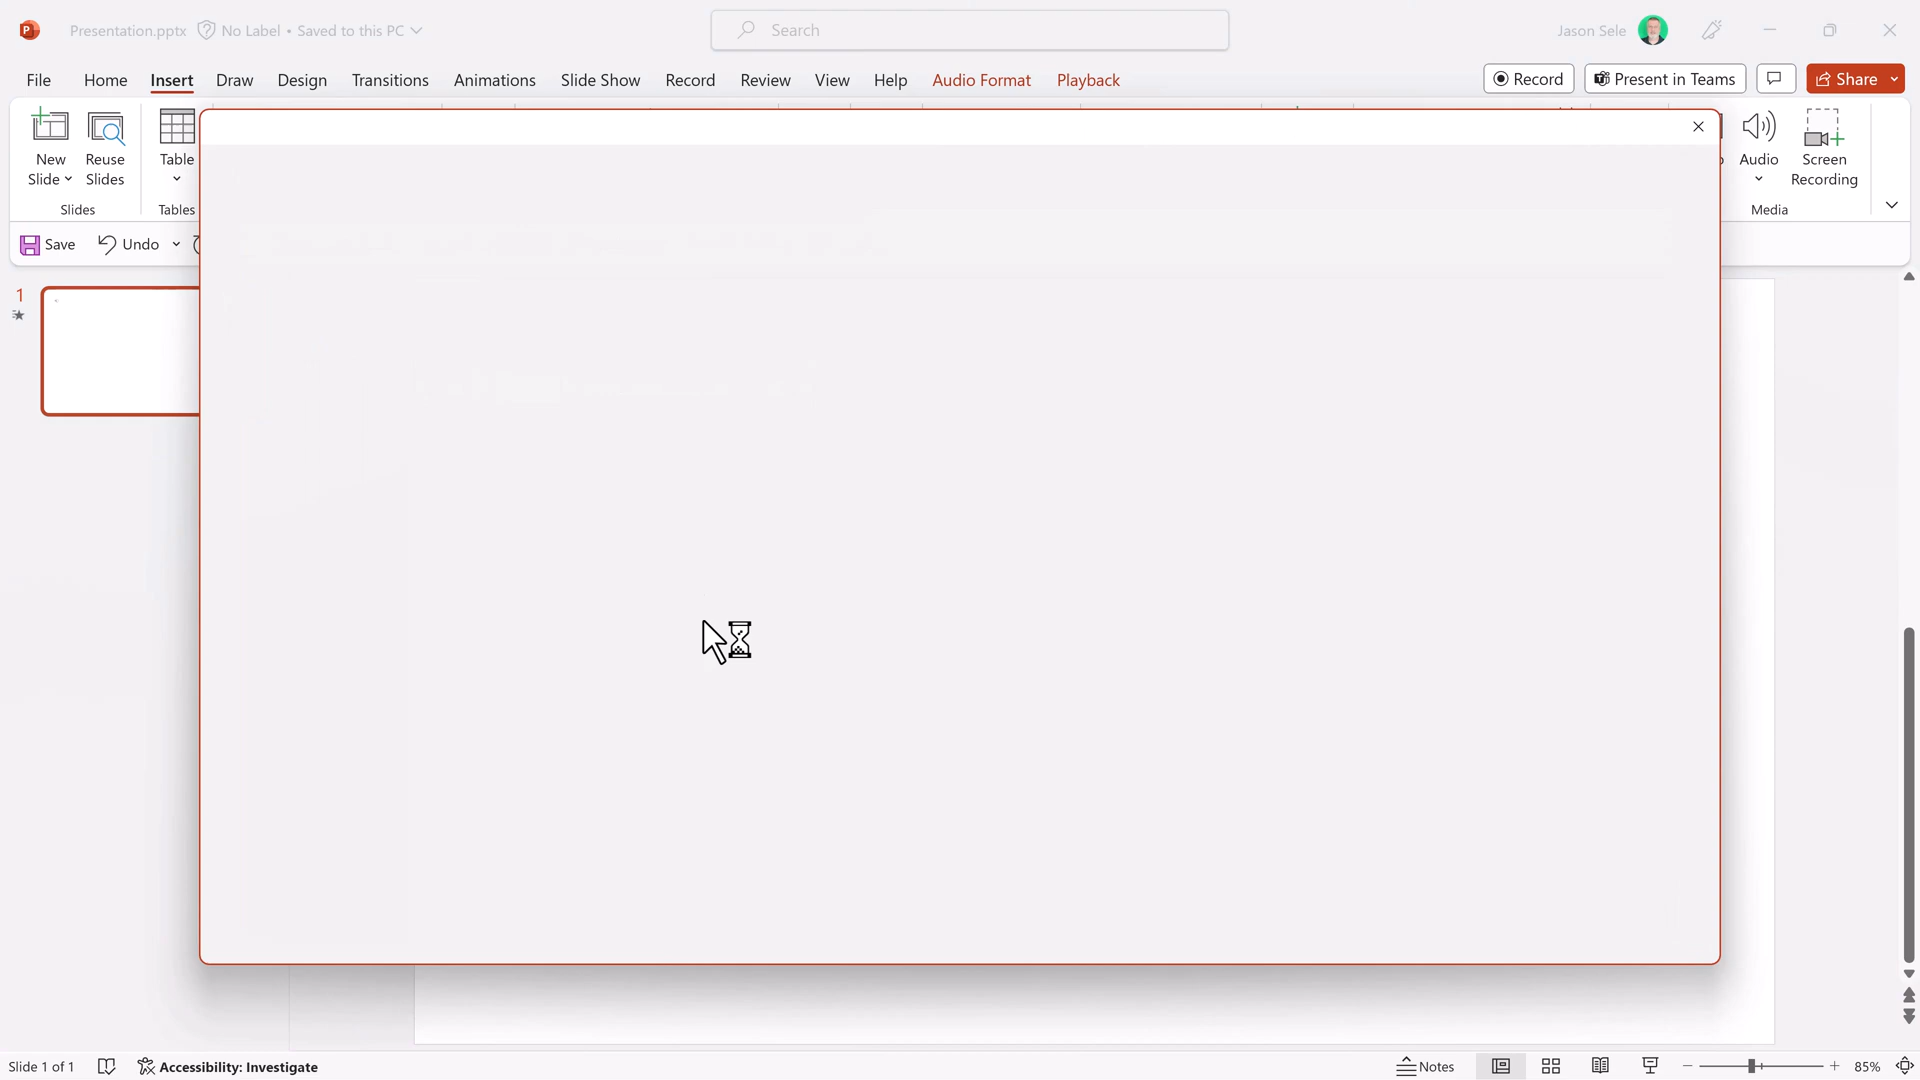 Presentation.pptx No Label • Saved to this PC Search Jason Sele
File Home Insert Draw Design Transitions Animations Slide Show Record Review View Help Audio Format Playback Record Present in Teams Share
New Slide
Reuse Slides
Table
Audio
Screen Recording
Slides Tables Media
Save Undo
1
Slide 1 of 1 Accessibility: Investigate Notes 85%